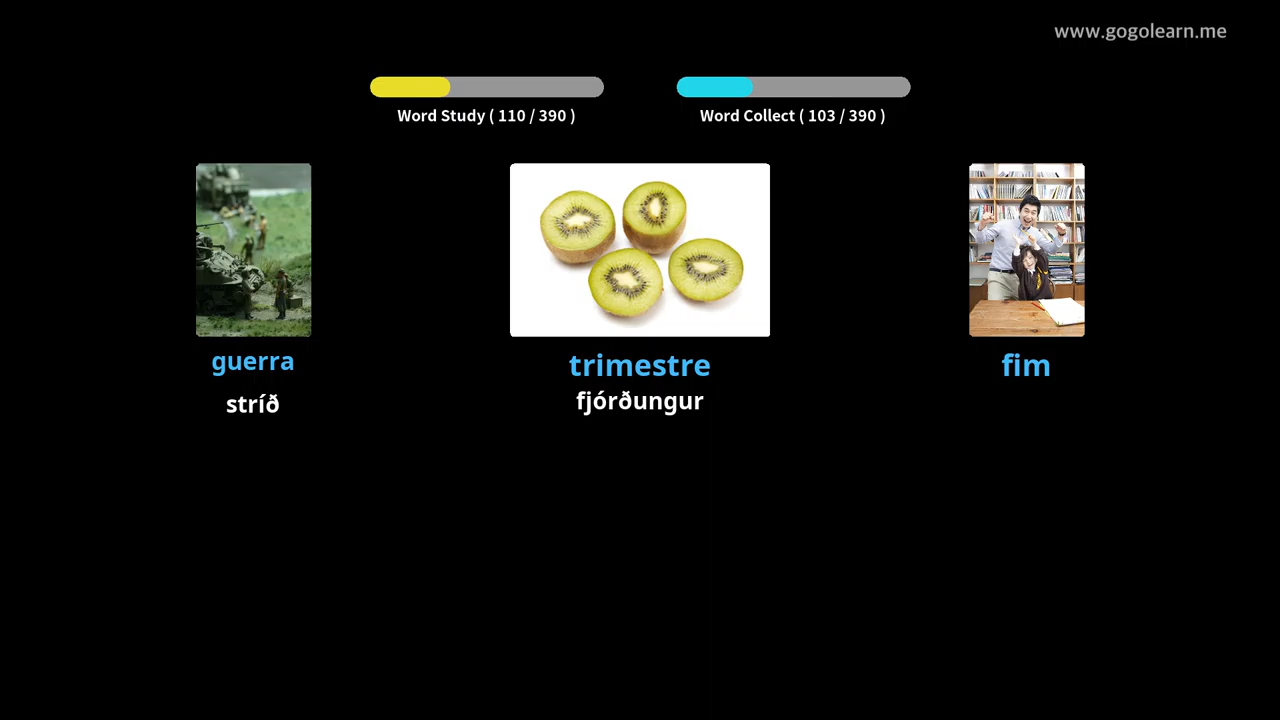 www.gogolearn.me
Word Study ( 110 / 390 )
Word Collect ( 103 / 390 )
guerra
stríð
trimestre
fjórðungur
fim